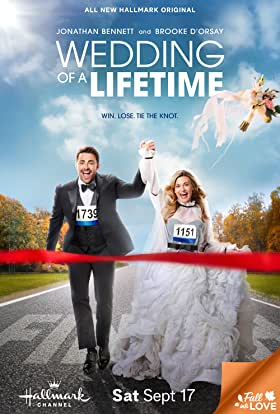 ALL NEW HALLMARK ORIGINAL
JONATHAN BENNETT and BROOKE D'ORSAY
WEDDING
OF A LIFETIME
WIN. LOSE. TIE THE KNOT.
1739
1151
FINISH
Hallmark
CHANNEL
Sat Sept 17
Fall
into
LOVE